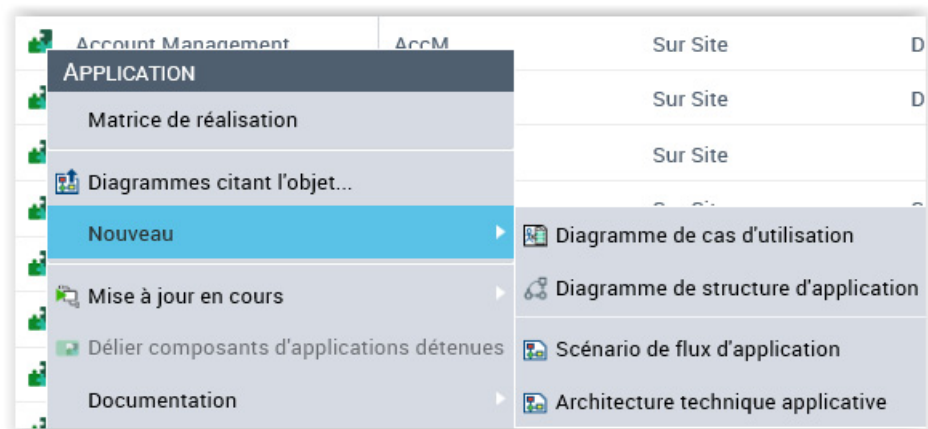 Account Management AccM Sur Site D
APPLICATION
Sur Site D
Matrice de réalisation
Sur Site
Diagrammes citant l'objet...
Nouveau
Diagramme de cas d'utilisation
Mise à jour en cours
Diagramme de structure d'application
Délier composants d'applications détenues
Scénario de flux d'application
Documentation
Architecture technique applicative